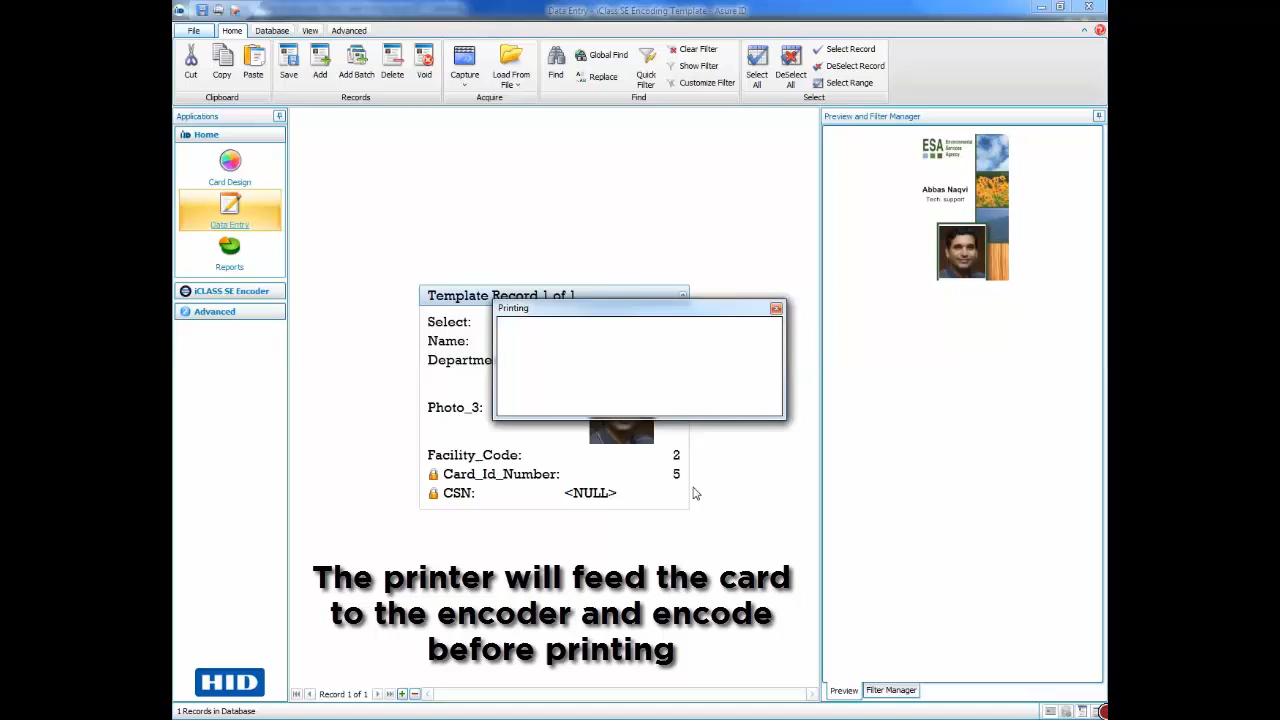 Data Entry - iClass SE Encoding Template - Asure ID
File
Home
Database
View
Advanced
Cut
Copy
Paste
Clipboard
Save
Add
Add Batch
Delete
Void
Records
Capture
Load From
File
Acquire
Find
Global Find
Replace
Quick
Filter
Clear Filter
Show Filter
Customize Filter
Find
Select
All
DeSelect
All
Select Record
DeSelect Record
Select Range
Select
Applications
Home
Card Design
Data Entry
Reports
iCLASS SE Encoder
Advanced
HID
Template Record 1 of 1
Select:
Name:
Departme
Photo_3:
Facility_Code: 2
Card_Id_Number: 5
CSN: <NULL>
Printing
The printer will feed the card
to the encoder and encode
before printing
Record 1 of 1
Preview and Filter Manager
ESA
Environmental
Services
Agency
Abbas Naqvi
Tech. support
Preview
Filter Manager
1 Records in Database